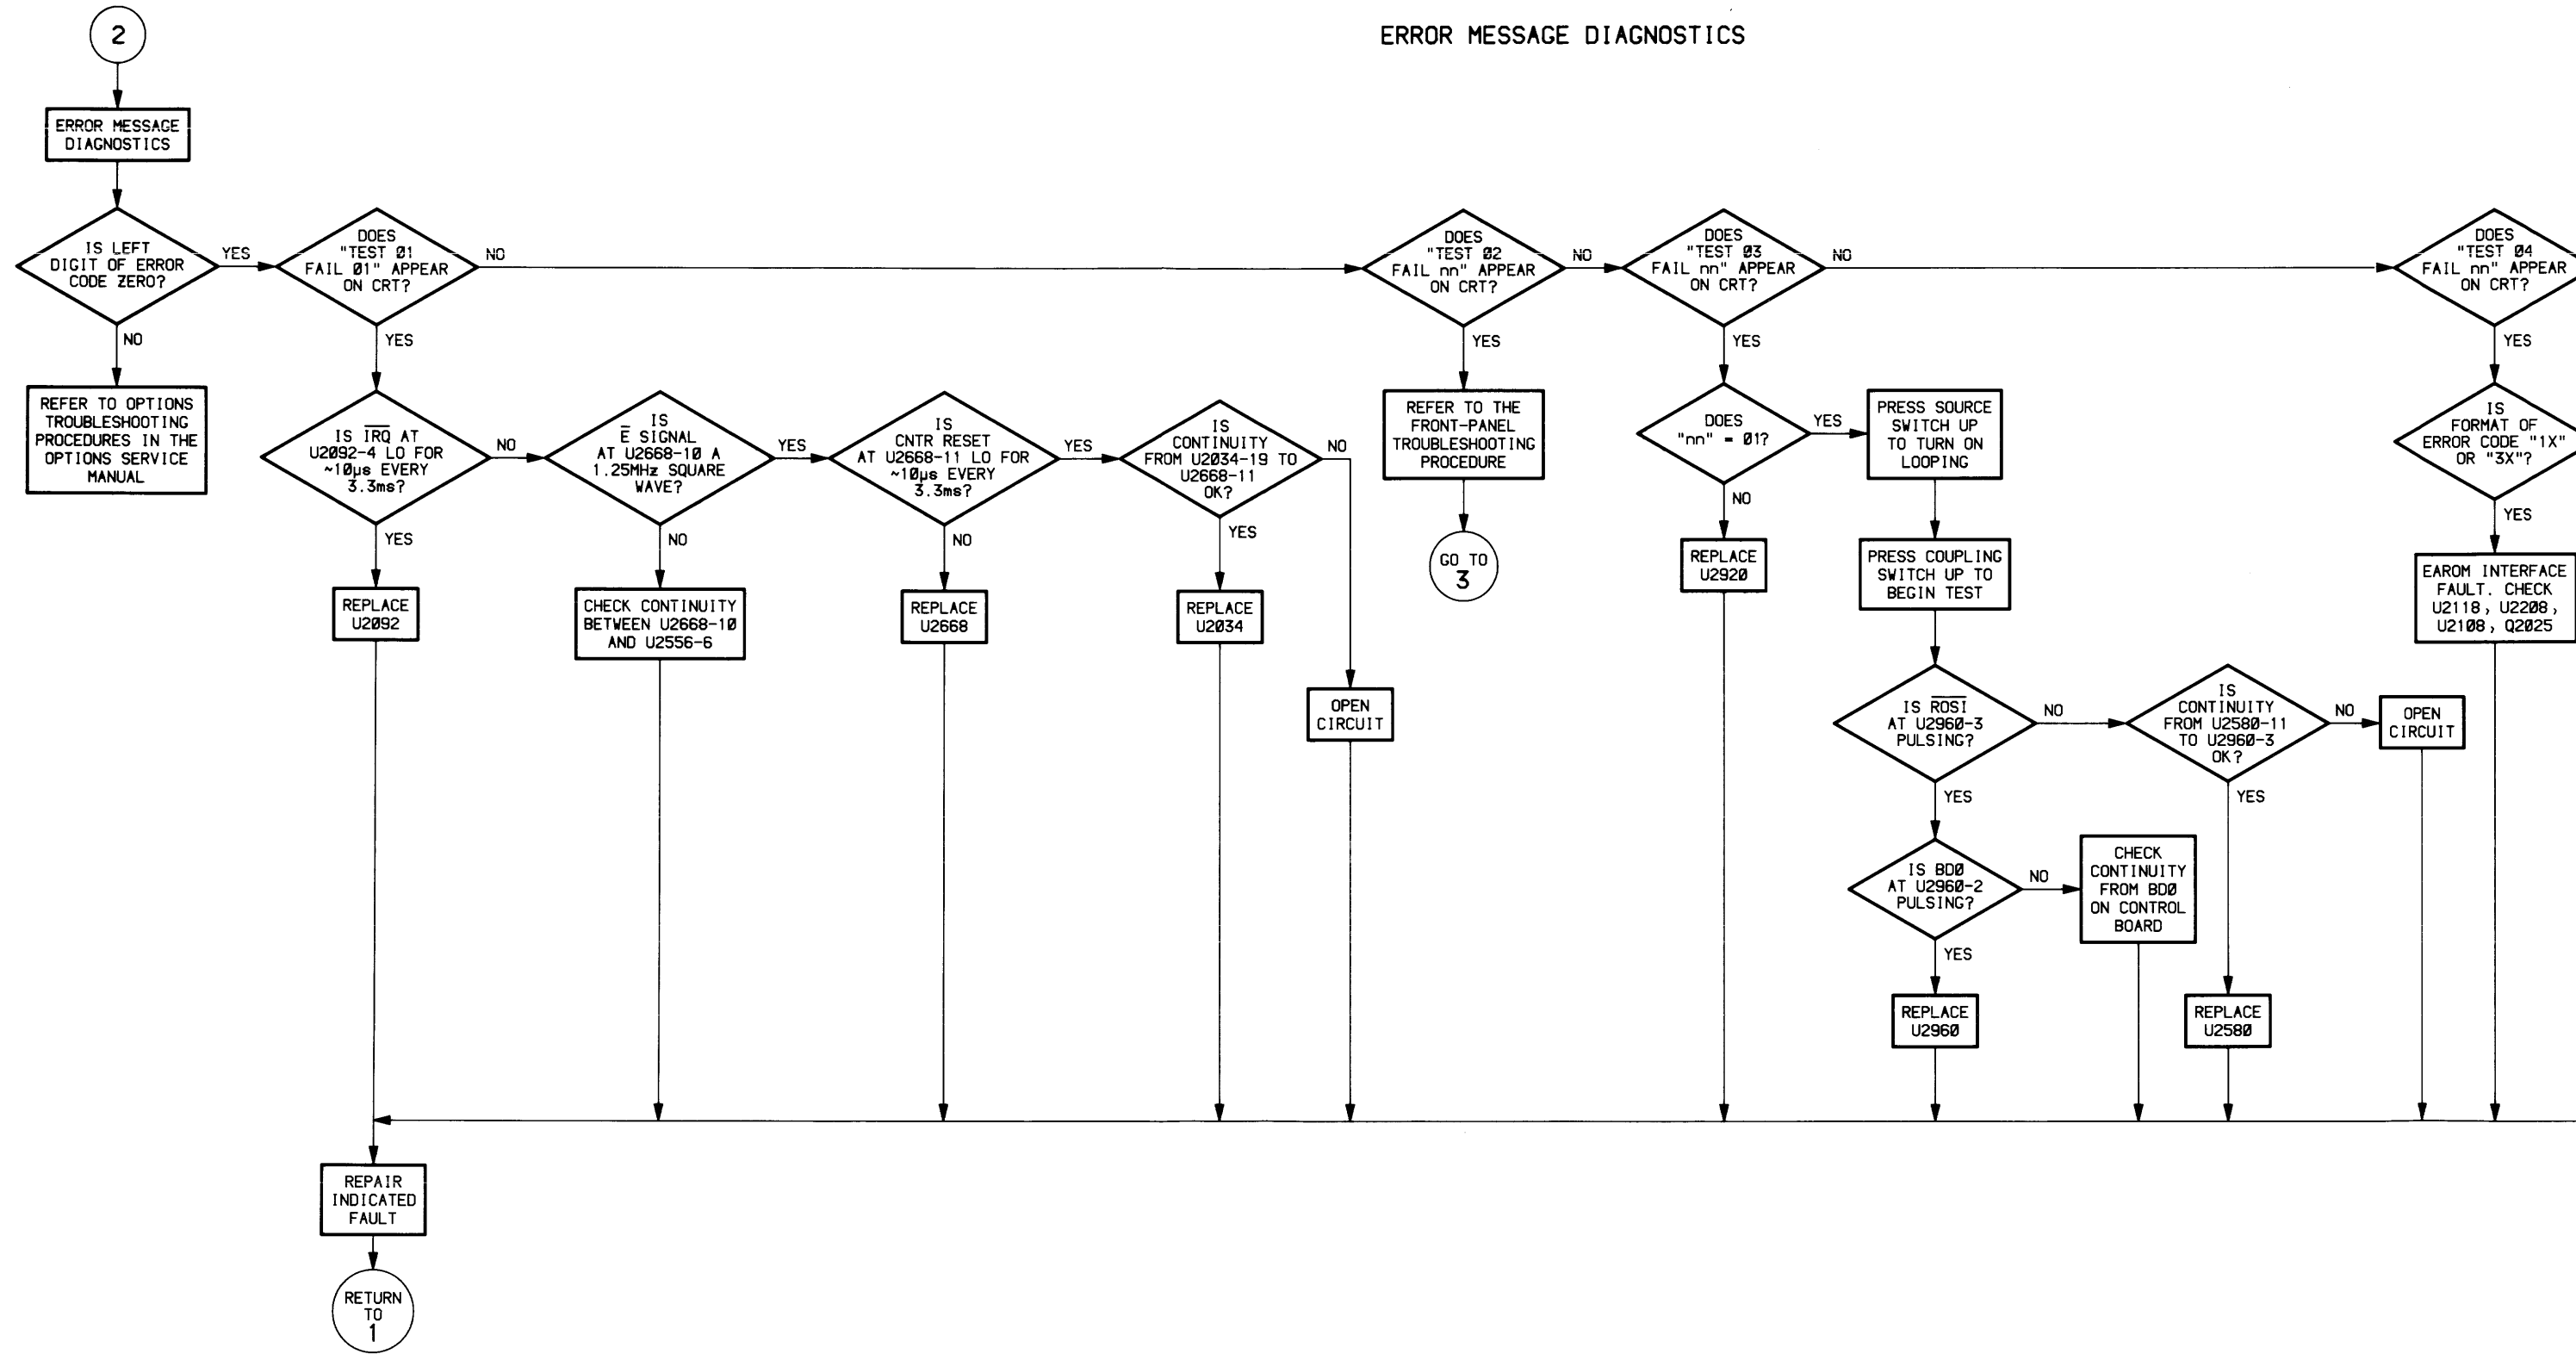 ERROR MESSAGE DIAGNOSTICS
2
ERROR MESSAGE
DIAGNOSTICS
IS LEFT
DIGIT OF ERROR
CODE ZERO?
YES
NO
REFER TO OPTIONS
TROUBLESHOOTING
PROCEDURES IN THE
OPTIONS SERVICE
MANUAL
DOES
"TEST 01
FAIL 01" APPEAR
ON CRT?
NO
YES
IS IRQ AT
U2092-4 LO FOR
~10µs EVERY
3.3ms?
NO
YES
REPLACE
U2092
IS
E SIGNAL
AT U2668-10 A
1.25MHz SQUARE
WAVE?
YES
NO
CHECK CONTINUITY
BETWEEN U2668-10
AND U2556-6
IS
CNTR RESET
AT U2668-11 LO FOR
~10µs EVERY
3.3ms?
YES
NO
REPLACE
U2668
IS
CONTINUITY
FROM U2034-19 TO
U2668-11
OK?
NO
YES
REPLACE
U2034
OPEN
CIRCUIT
DOES
"TEST 02
FAIL nn" APPEAR
ON CRT?
NO
YES
REFER TO THE
FRONT-PANEL
TROUBLESHOOTING
PROCEDURE
GO TO
3
DOES
"TEST 03
FAIL nn" APPEAR
ON CRT?
NO
YES
DOES
"nn" = 01?
YES
NO
REPLACE
U2920
PRESS SOURCE
SWITCH UP
TO TURN ON
LOOPING
PRESS COUPLING
SWITCH UP TO
BEGIN TEST
IS ROSI
AT U2960-3
PULSING?
NO
YES
IS
CONTINUITY
FROM U2580-11
TO U2960-3
OK?
NO
YES
OPEN
CIRCUIT
IS BD0
AT U2960-2
PULSING?
NO
YES
CHECK
CONTINUITY
FROM BD0
ON CONTROL
BOARD
REPLACE
U2960
REPLACE
U2580
DOES
"TEST 04
FAIL nn" APPEAR
ON CRT?
YES
IS
FORMAT OF
ERROR CODE "1X"
OR "3X"?
YES
EAROM INTERFACE
FAULT. CHECK
U2118, U2208,
U2108, Q2025
REPAIR
INDICATED
FAULT
RETURN
TO
1